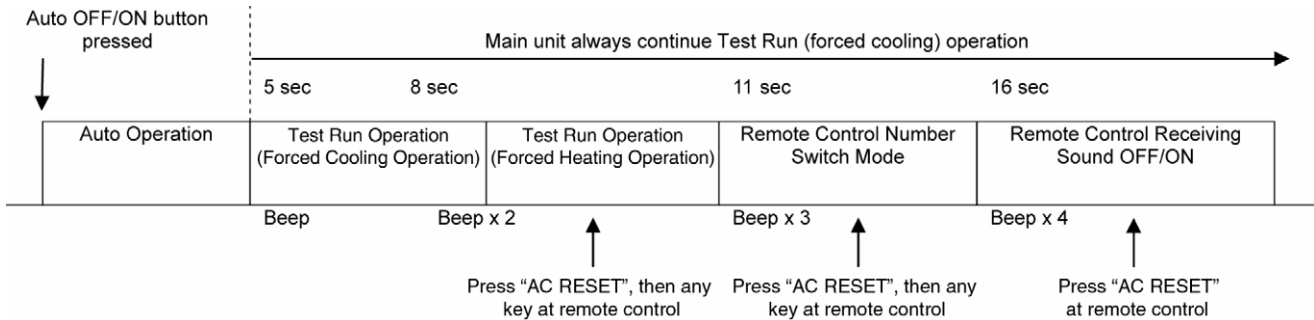 Auto OFF/ON button
pressed
Main unit always continue Test Run (forced cooling) operation
5 sec
8 sec
11 sec
16 sec
Auto Operation
Test Run Operation
(Forced Cooling Operation)
Test Run Operation
(Forced Heating Operation)
Remote Control Number
Switch Mode
Remote Control Receiving
Sound OFF/ON
Beep
Beep x 2
Beep x 3
Beep x 4
Press “AC RESET”, then any
key at remote control
Press “AC RESET”, then any
key at remote control
Press “AC RESET”
at remote control